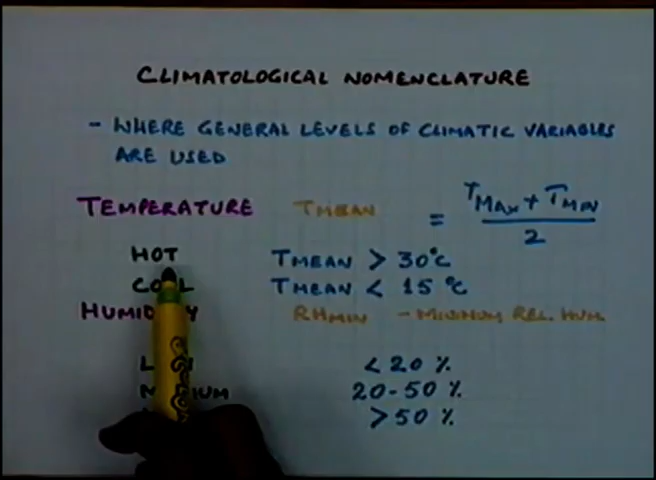 CLIMATOLOGICAL NOMENCLATURE
- WHERE GENERAL LEVELS OF CLIMATIC VARIABLES
ARE USED
TEMPERATURE TMEAN = TMAX + TMIN / 2
HOT TMEAN > 30°C
TMEAN < 15 °C
RHMIN - MINIMUM REL. HUM.
< 20 %
20-50 %
> 50 %